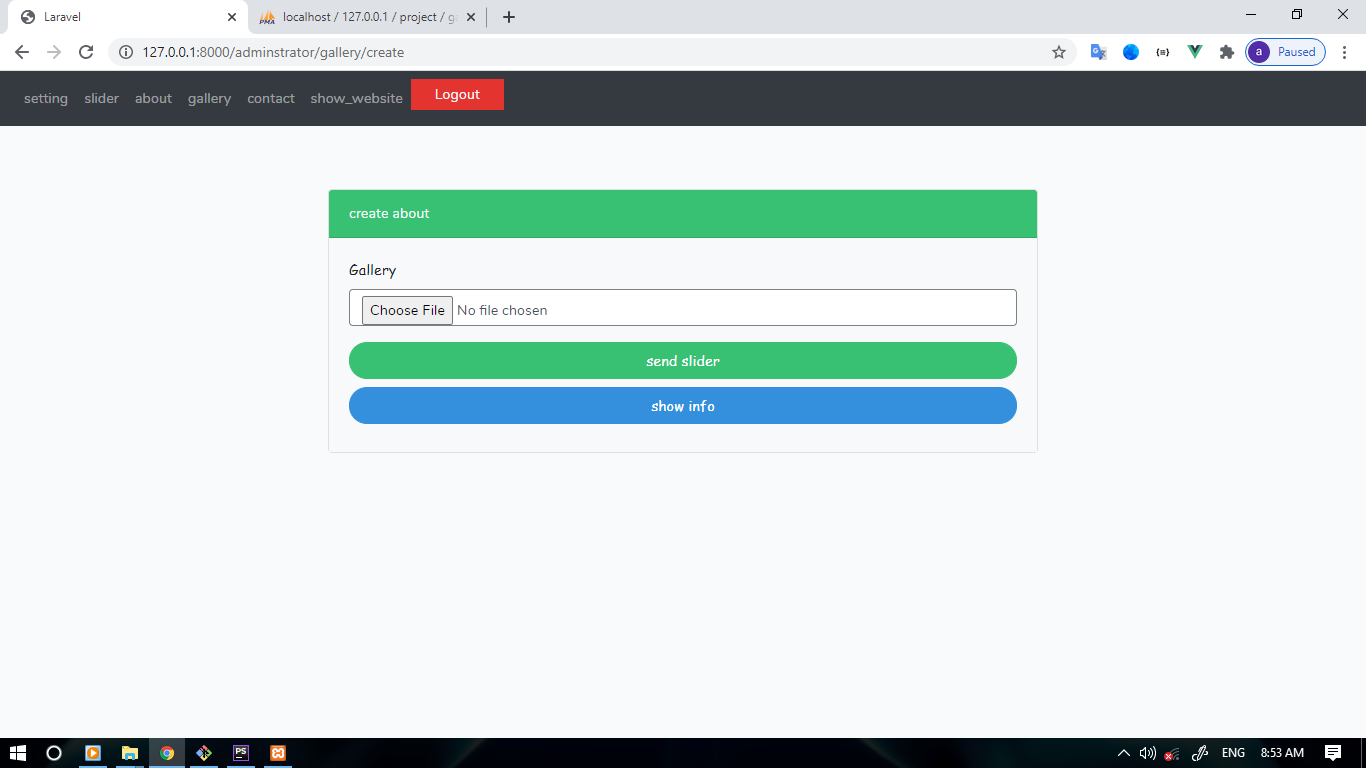 Laravel
localhost / 127.0.0.1 / project / ga
127.0.0.1:8000/adminstrator/gallery/create
a Paused
setting slider about gallery contact show_website Logout
create about
Gallery
Choose File No file chosen
send slider
show info
ENG 8:53 AM